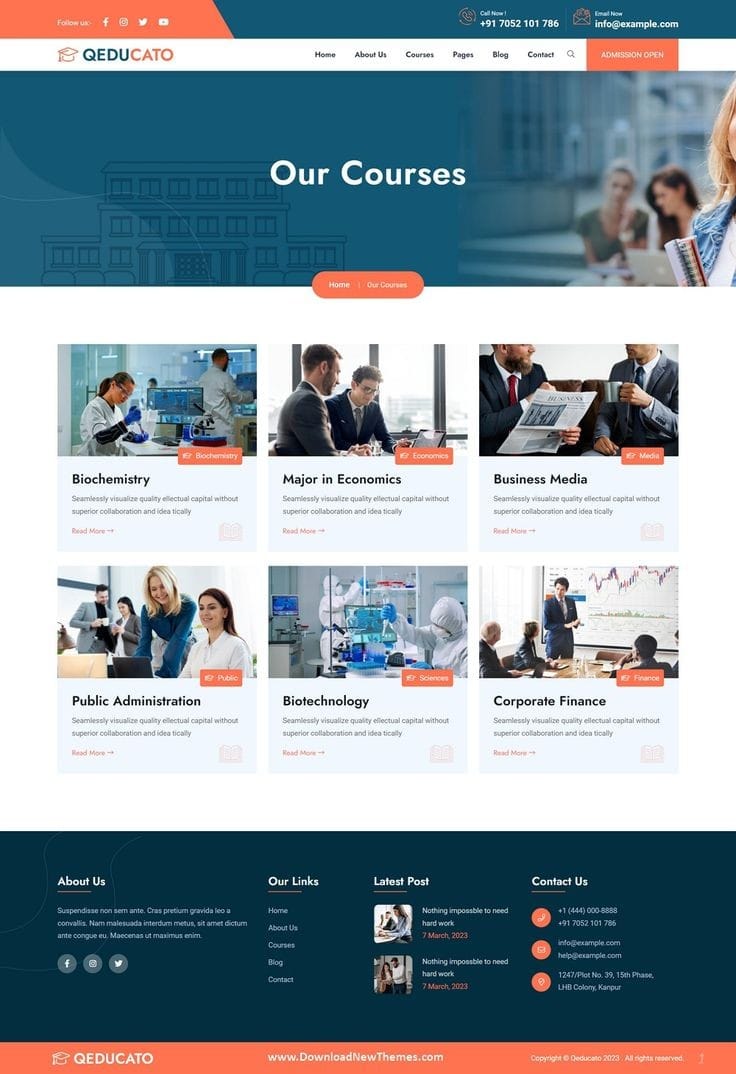 Follow us:-
Call Now !
+91 7052 101 786
Email Now
info@example.com
QEDUCATO
Home About Us Courses Pages Blog Contact
ADMISSION OPEN
Our Courses
Home | Our Courses
BUSINESS
Biochemistry
Economics
Media
Biochemistry
Seamlessly visualize quality ellectual capital without
superior collaboration and idea tically
Read More →
Major in Economics
Seamlessly visualize quality ellectual capital without
superior collaboration and idea tically
Read More →
Business Media
Seamlessly visualize quality ellectual capital without
superior collaboration and idea tically
Read More →
Public
Sciences
Finance
Public Administration
Seamlessly visualize quality ellectual capital without
superior collaboration and idea tically
Read More →
Biotechnology
Seamlessly visualize quality ellectual capital without
superior collaboration and idea tically
Read More →
Corporate Finance
Seamlessly visualize quality ellectual capital without
superior collaboration and idea tically
Read More →
About Us
Suspendisse non sem ante. Cras pretium gravida leo a
convallis. Nam malesuada interdum metus, sit amet dictum
ante congue eu. Maecenas ut maximus enim.
Our Links
Home
About Us
Courses
Blog
Contact
Latest Post
Nothing impossble to need
hard work
7 March, 2023
Nothing impossble to need
hard work
7 March, 2023
Contact Us
+1 (444) 000-8888
+91 7052 101 786
info@example.com
help@example.com
1247/Plot No. 39, 15th Phase,
LHB Colony, Kanpur
QEDUCATO
www.DownloadNewThemes.com
Copyright © Qeducato 2023 . All rights reserved.